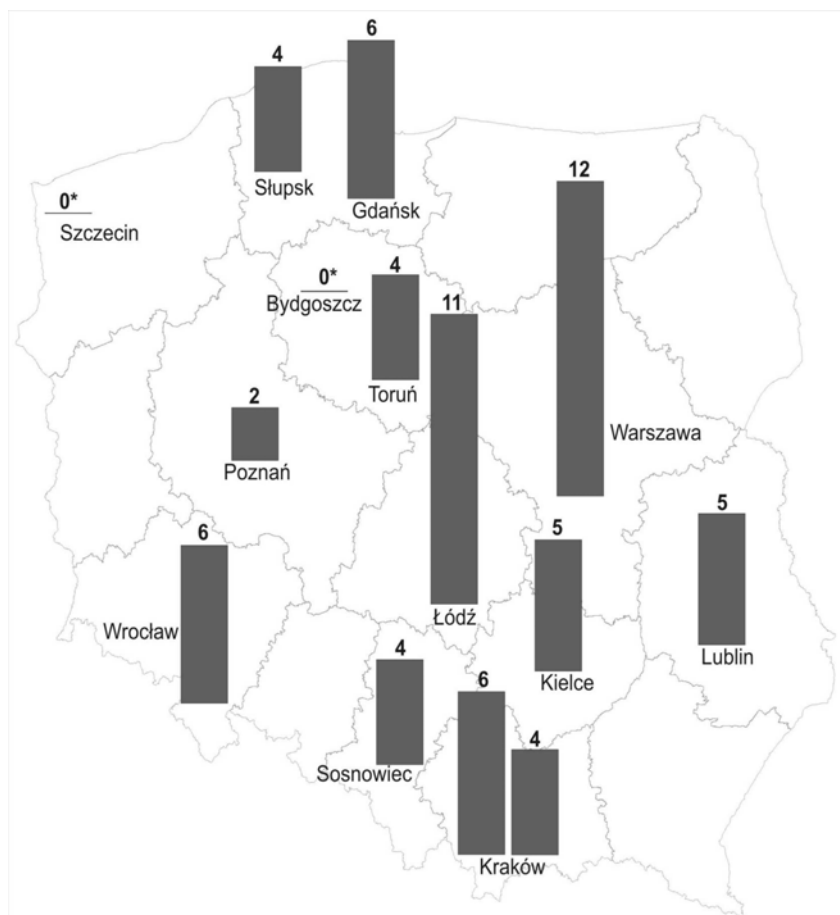 6
4
Słupsk
Gdańsk
0*
Szczecin
12
Warszawa
0*
Bydgoszcz
4
Toruń
11
Łódź
2
Poznań
6
Wrocław
5
Kielce
5
Lublin
4
Sosnowiec
6
4
Kraków